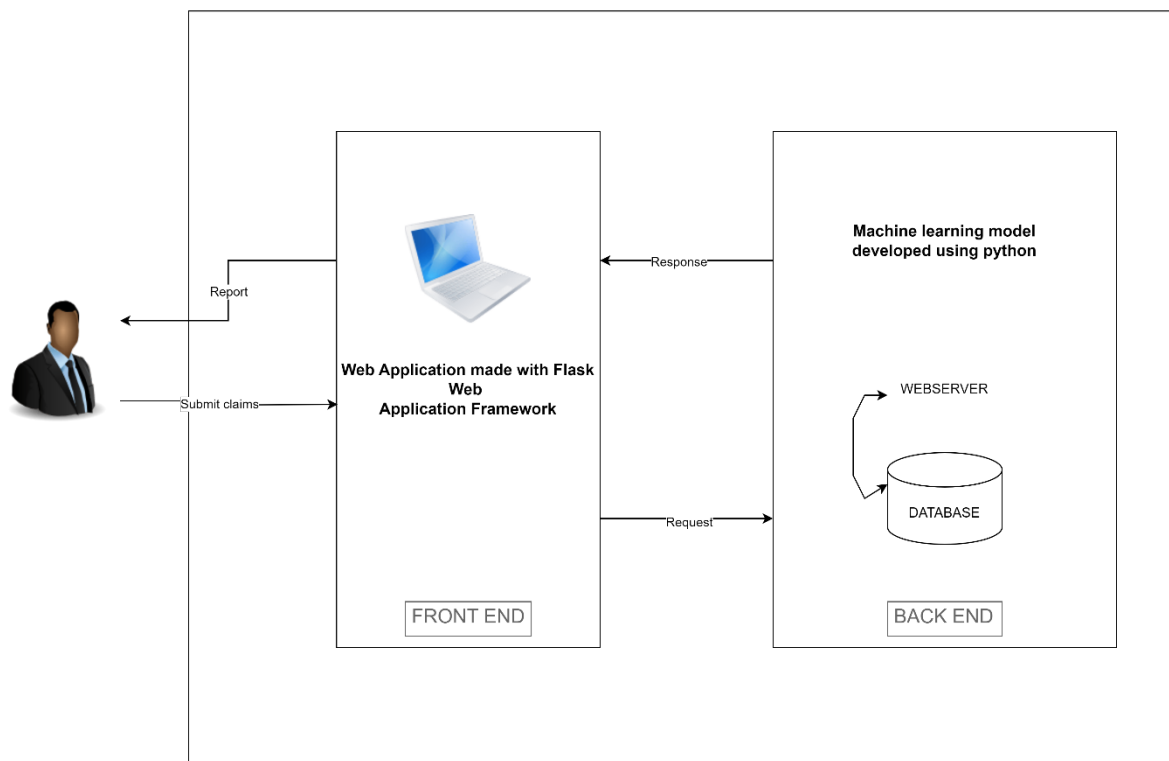 Machine learning model
developed using python
Response
Report
Web Application made with Flask
Web
Application Framework
WEBSERVER
Submit claims
DATABASE
Request
FRONT END
BACK END